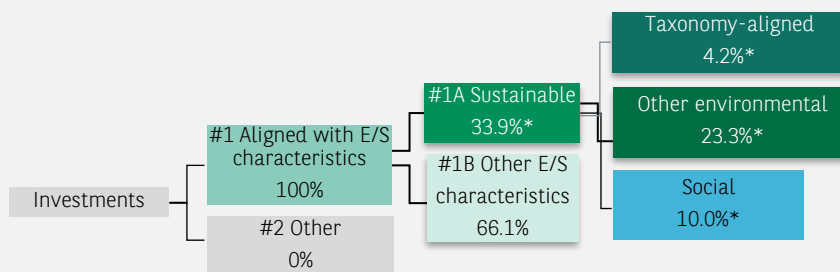 Investments
#1 Aligned with E/S
characteristics
100%
#2 Other
0%
#1A Sustainable
33.9%*
#1B Other E/S
characteristics
66.1%
Taxonomy-aligned
4.2%*
Other environmental
23.3%*
Social
10.0%*